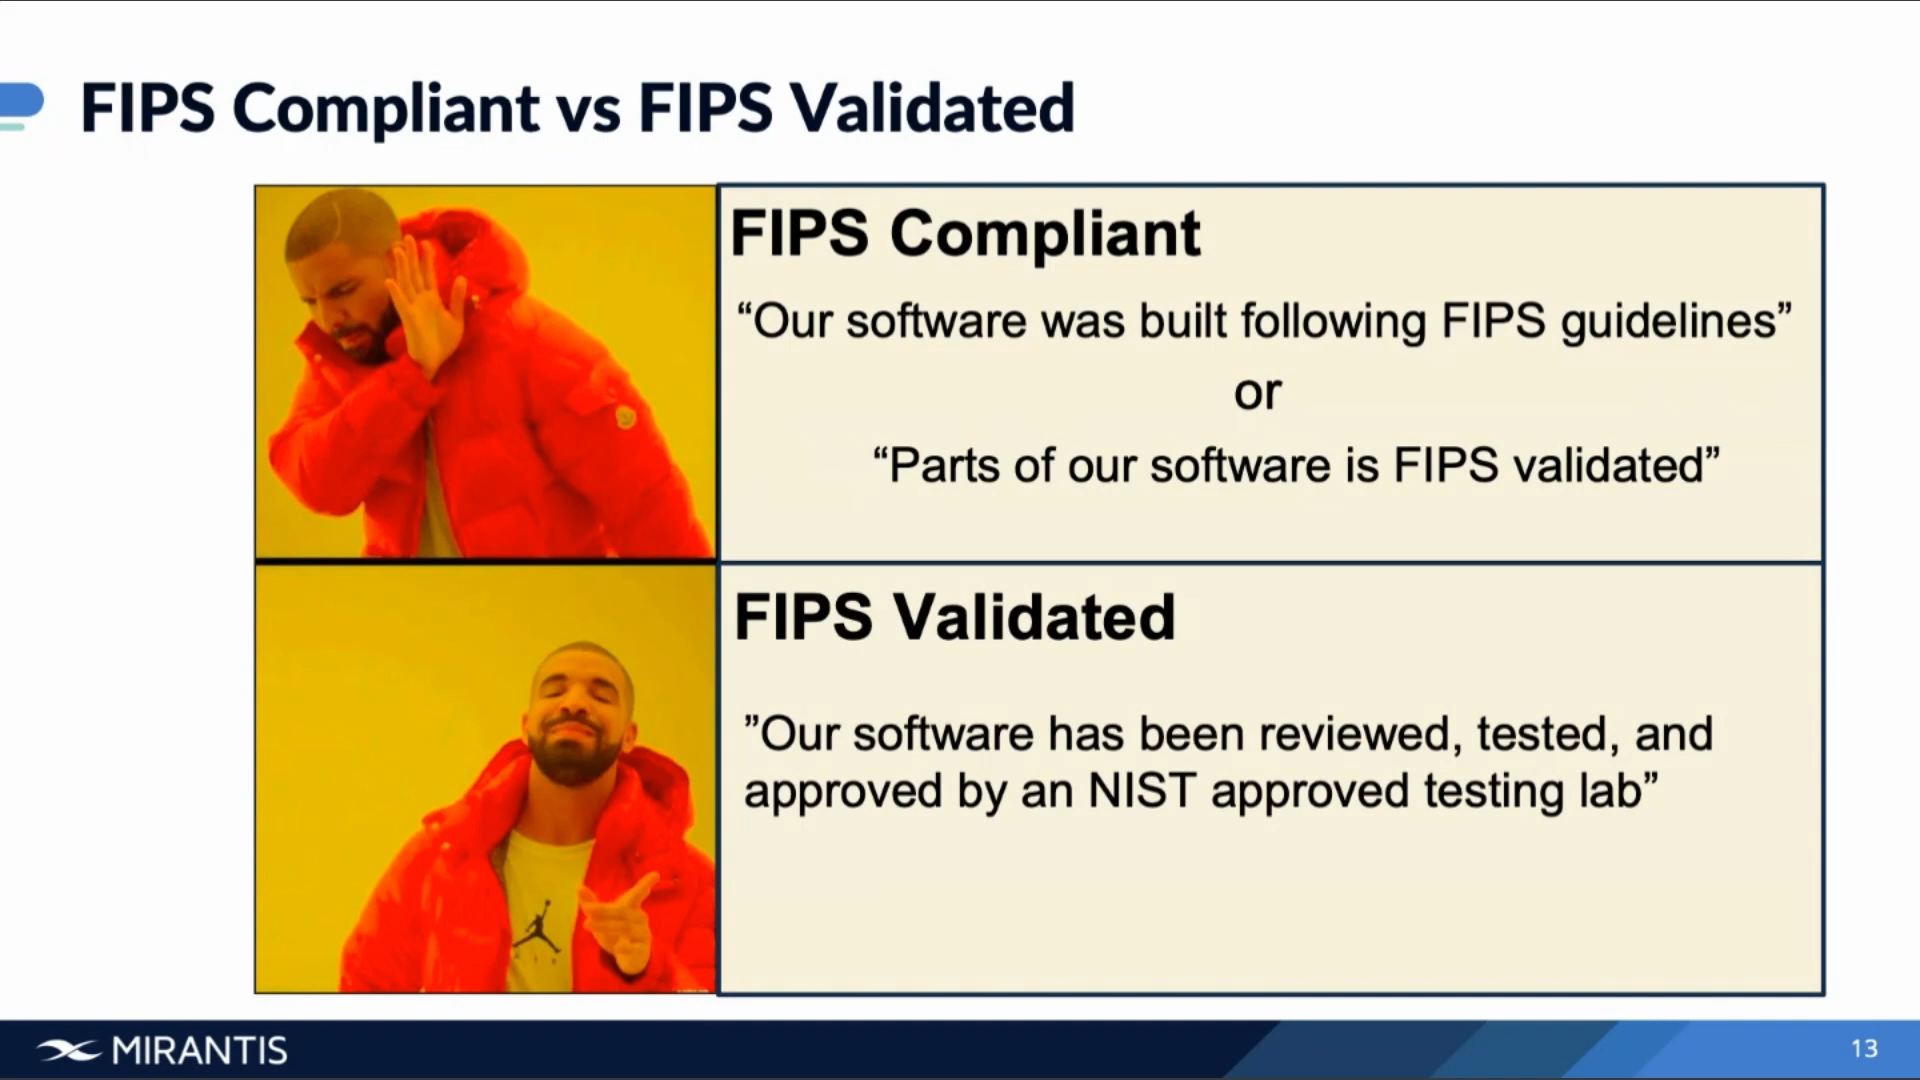 FIPS Compliant vs FIPS Validated
FIPS Compliant
“Our software was built following FIPS guidelines”
or
“Parts of our software is FIPS validated”
FIPS Validated
”Our software has been reviewed, tested, and
approved by an NIST approved testing lab”
MIRANTIS
13